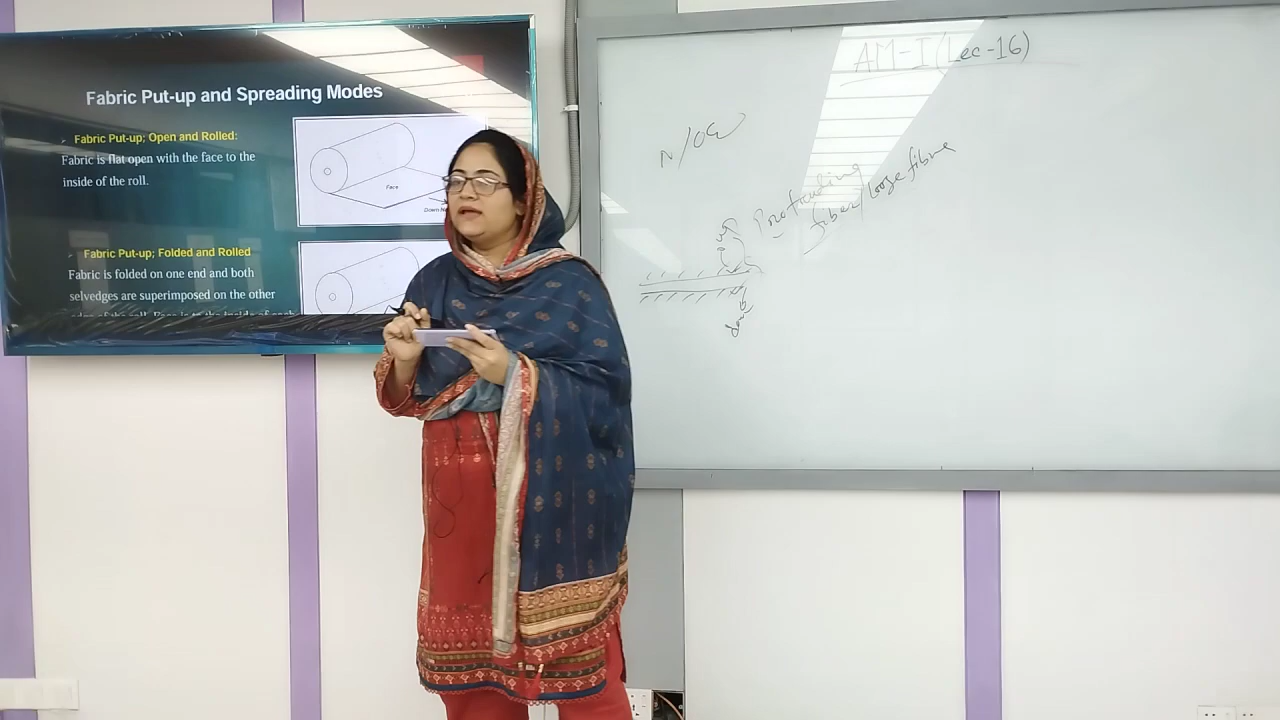 Fabric Put-up and Spreading Modes
Fabric Put-up; Open and Rolled:
Fabric is flat open with the face to the
inside of the roll.
Face
Down
Fabric Put-up; Folded and Rolled
Fabric is folded on one end and both
selvedges are superimposed on the other
AM-I (Lec-16)
N/
fiber/loose fibre